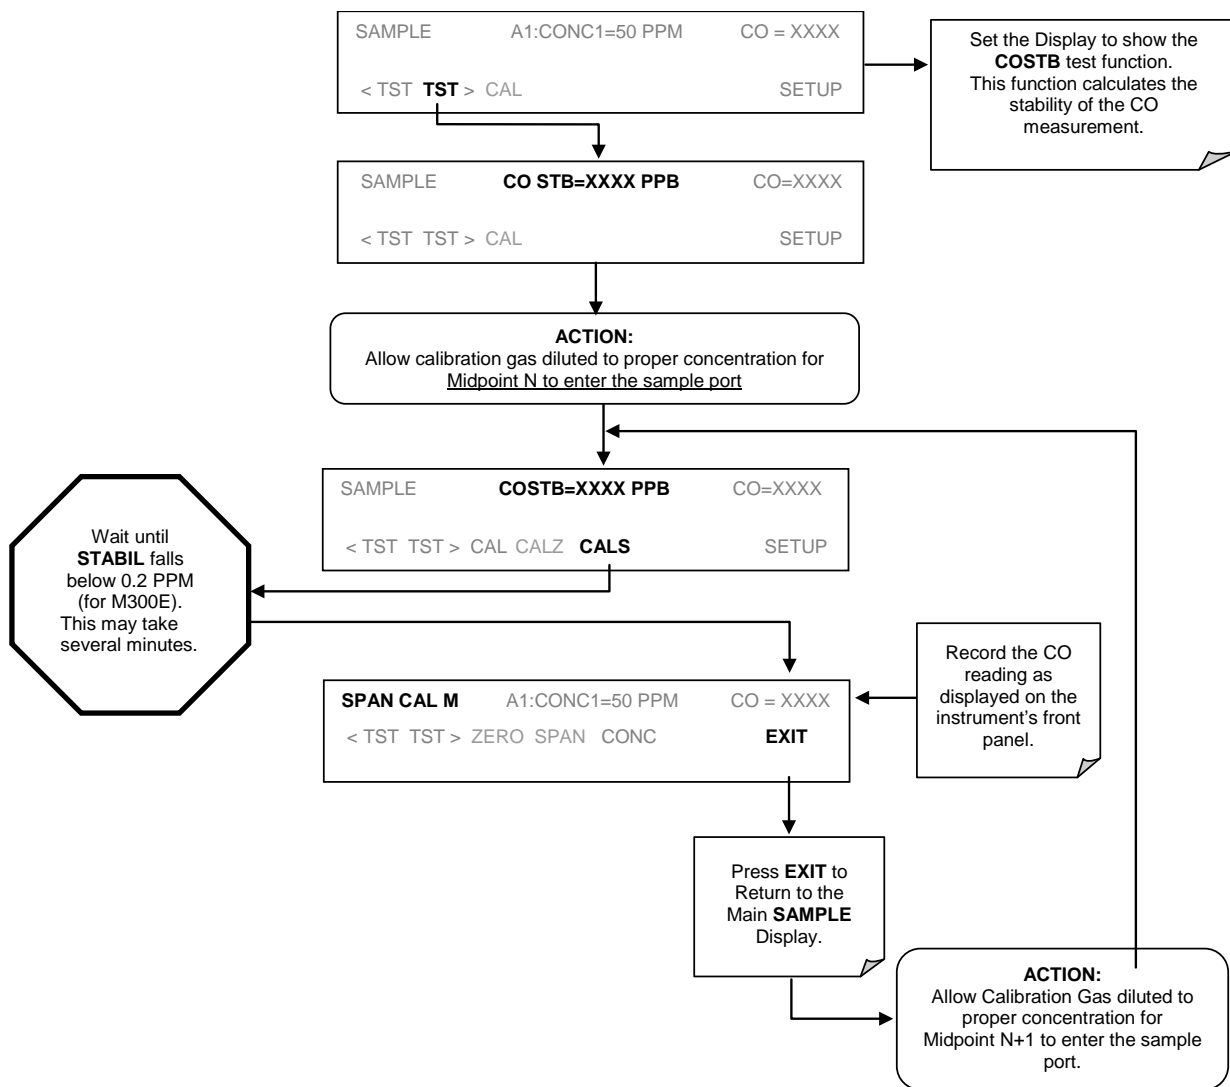 SAMPLE A1:CONC1=50 PPM CO = XXXX
< TST TST > CAL SETUP
Set the Display to show the
COSTB test function.
This function calculates the
stability of the CO
measurement.
SAMPLE CO STB=XXXX PPB CO=XXXX
< TST TST > CAL SETUP
ACTION:
Allow calibration gas diluted to proper concentration for
Midpoint N to enter the sample port
SAMPLE COSTB=XXXX PPB CO=XXXX
< TST TST > CAL CALZ CALS SETUP
Wait until
STABIL falls
below 0.2 PPM
(for M300E).
This may take
several minutes.
SPAN CAL M A1:CONC1=50 PPM CO = XXXX
< TST TST > ZERO SPAN CONC EXIT
Record the CO
reading as
displayed on the
instrument's front
panel.
Press EXIT to
Return to the
Main SAMPLE
Display.
ACTION:
Allow Calibration Gas diluted to
proper concentration for
Midpoint N+1 to enter the sample
port.